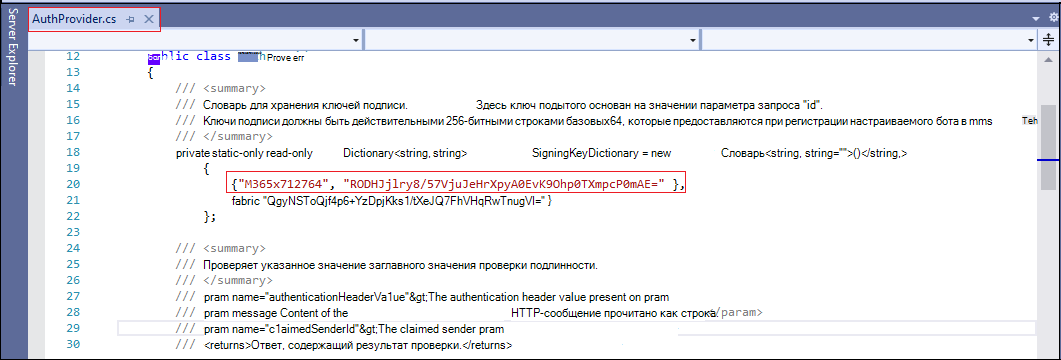 Server Explorer
AuthProvider.cs
12 public class Prove err
13 {
14 /// <summary>
15 /// Словарь для хранения ключей подписи. Здесь ключ подытого основан на значении параметра запроса "id".
16 /// Ключи подписи должны быть действительными 256-битными строками базовых64, которые предоставляются при регистрации настраиваемого бота в mms Teh
17 /// </summary>
18 private static-only read-only Dictionary<string, string> SigningKeyDictionary = new Словарь<string, string="">()</string,>
19 {
20 {"M365x712764", "RODHJjlry8/57VjuJeHrXpyA0EvK9Ohp0TXmpcP0mAE=" },
21 fabric "QgyNSToQjf4p6+YzDpjKks1/tXeJQ7FhVHqRwTnugVI=" }
22 };
23
24 /// <summary>
25 /// Проверяет указанное значение заглавного значения проверки подлинности.
26 /// </summary>
27 /// pram name="authenticationHeaderVa1ue"&gt;The authentication header value present on pram
28 /// pram message Content of the HTTP-сообщение прочитано как строка. /param>
29 /// pram name="c1aimedSenderId"&gt;The claimed sender pram
30 /// <returns>Ответ, содержащий результат проверки.</returns>